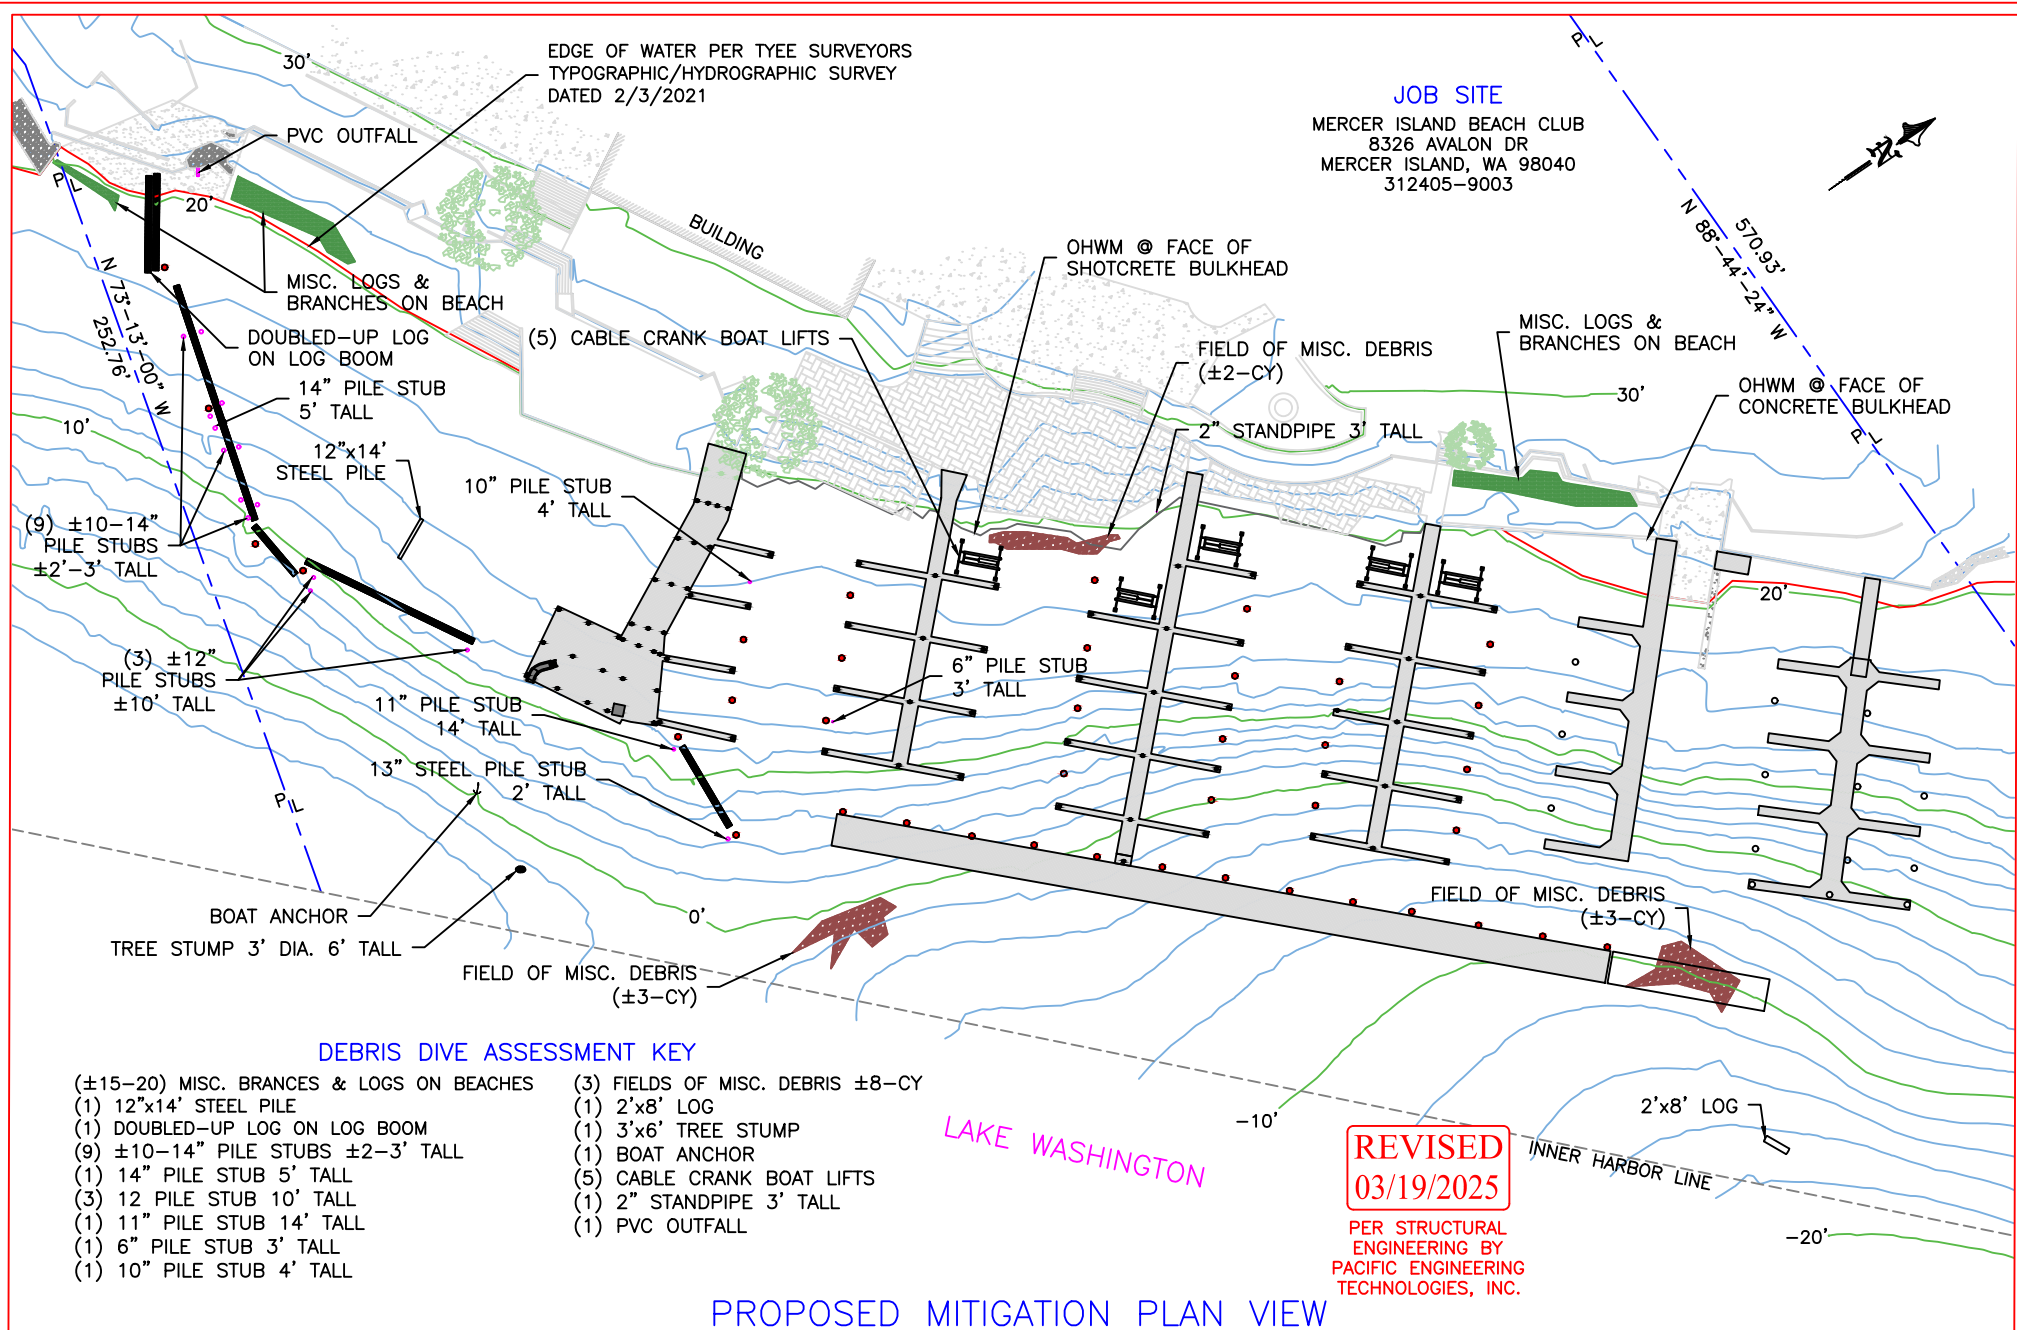 30'
EDGE OF WATER PER TYEE SURVEYORS
TYPOGRAPHIC/HYDROGRAPHIC SURVEY
DATED 2/3/2021
PVC OUTFALL
PL
20'
BUILDING
MISC. LOGS &
BRANCHES ON BEACH
DOUBLED-UP LOG
ON LOG BOOM
N 73°-13'-00" W
252.76'
14" PILE STUB
5' TALL
10'
12"x14'
STEEL PILE
(9) ±10-14"
PILE STUBS
±2'-3' TALL
(3) ±12"
PILE STUBS
±10' TALL
PL
BOAT ANCHOR
TREE STUMP 3' DIA. 6' TALL
10" PILE STUB
4' TALL
11" PILE STUB
14' TALL
13" STEEL PILE STUB
2' TALL
0'
FIELD OF MISC. DEBRIS
(±3-CY)
(5) CABLE CRANK BOAT LIFTS
OHWM @ FACE OF
SHOTCRETE BULKHEAD
FIELD OF MISC. DEBRIS
(±2-CY)
2" STANDPIPE 3' TALL
6" PILE STUB
3' TALL
JOB SITE
MERCER ISLAND BEACH CLUB
8326 AVALON DR
MERCER ISLAND, WA 98040
312405-9003
PL
N
570.93'
N 88°-44'-24" W
PL
MISC. LOGS &
BRANCHES ON BEACH
30'
OHWM @ FACE OF
CONCRETE BULKHEAD
20'
FIELD OF MISC. DEBRIS
(±3-CY)
2'x8' LOG
INNER HARBOR LINE
-10'
-20'
LAKE WASHINGTON
DEBRIS DIVE ASSESSMENT KEY
(±15-20) MISC. BRANCES & LOGS ON BEACHES
(1) 12"x14' STEEL PILE
(1) DOUBLED-UP LOG ON LOG BOOM
(9) ±10-14" PILE STUBS ±2-3' TALL
(1) 14" PILE STUB 5' TALL
(3) 12 PILE STUB 10' TALL
(1) 11" PILE STUB 14' TALL
(1) 6" PILE STUB 3' TALL
(1) 10" PILE STUB 4' TALL
(3) FIELDS OF MISC. DEBRIS ±8-CY
(1) 2'x8' LOG
(1) 3'x6' TREE STUMP
(1) BOAT ANCHOR
(5) CABLE CRANK BOAT LIFTS
(1) 2" STANDPIPE 3' TALL
(1) PVC OUTFALL
REVISED
03/19/2025
PER STRUCTURAL
ENGINEERING BY
PACIFIC ENGINEERING
TECHNOLOGIES, INC.
PROPOSED MITIGATION PLAN VIEW